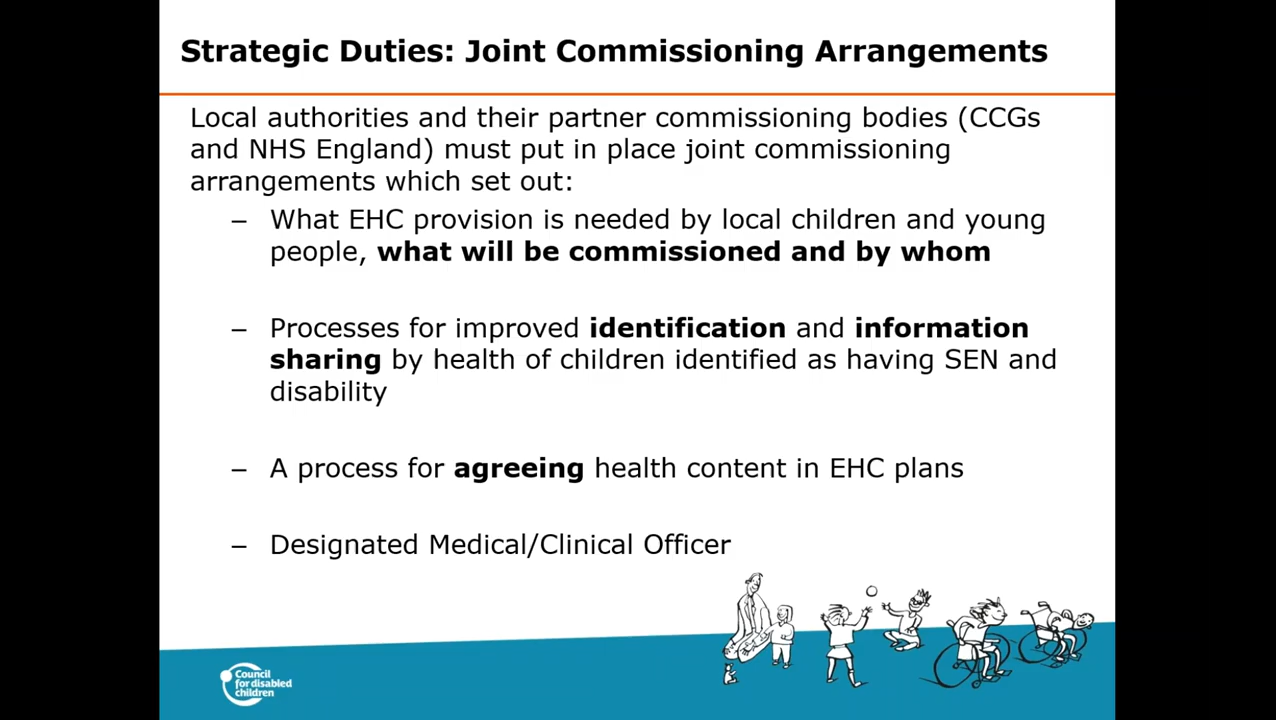 Strategic Duties: Joint Commissioning Arrangements
Local authorities and their partner commissioning bodies (CCGs
and NHS England) must put in place joint commissioning
arrangements which set out:
– What EHC provision is needed by local children and young
people, what will be commissioned and by whom
– Processes for improved identification and information
sharing by health of children identified as having SEN and
disability
– A process for agreeing health content in EHC plans
– Designated Medical/Clinical Officer
Council
for disabled
children